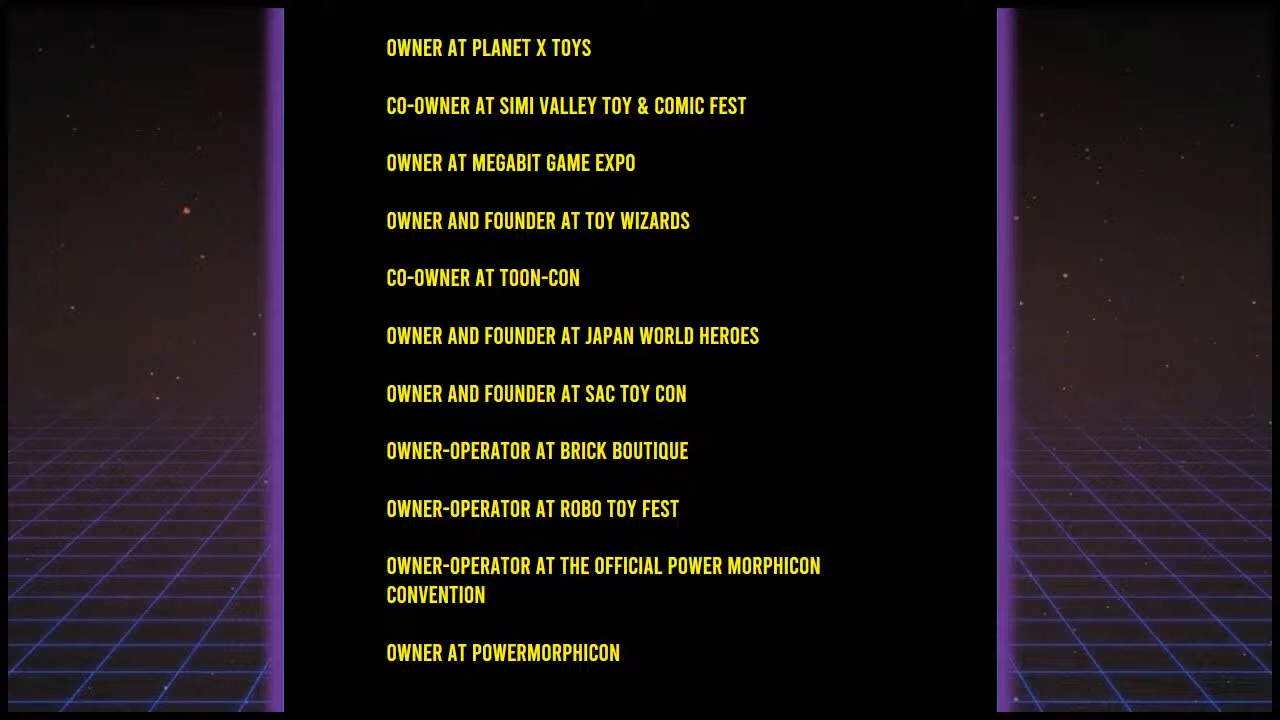 OWNER AT PLANET X TOYS
CO-OWNER AT SIMI VALLEY TOY & COMIC FEST
OWNER AT MEGABIT GAME EXPO
OWNER AND FOUNDER AT TOY WIZARDS
CO-OWNER AT TOON-CON
OWNER AND FOUNDER AT JAPAN WORLD HEROES
OWNER AND FOUNDER AT SAC TOY CON
OWNER-OPERATOR AT BRICK BOUTIQUE
OWNER-OPERATOR AT ROBO TOY FEST
OWNER-OPERATOR AT THE OFFICIAL POWER MORPHICON
CONVENTION
OWNER AT POWERMORPHICON